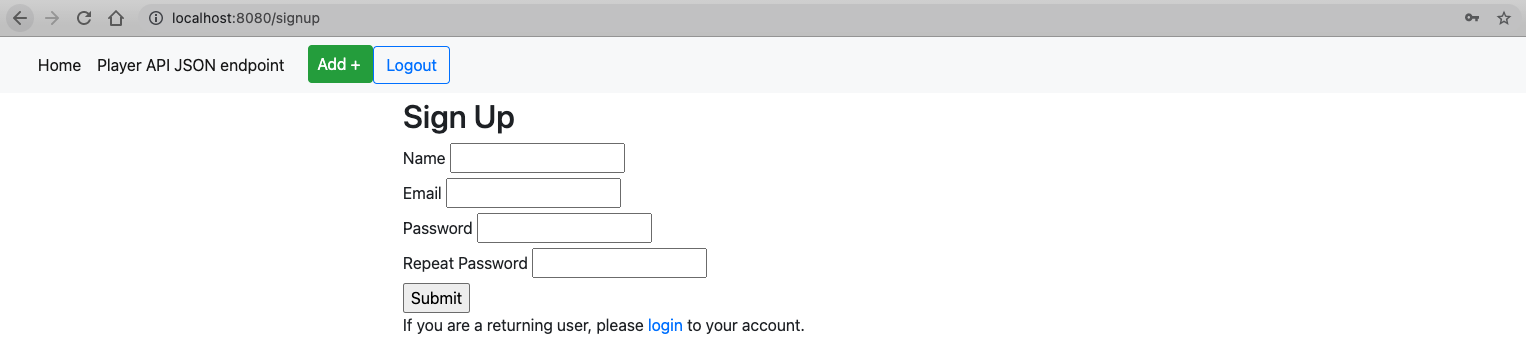 localhost:8080/signup
Home Player API JSON endpoint Add + Logout
Sign Up
Name
Email
Password
Repeat Password
Submit
If you are a returning user, please login to your account.